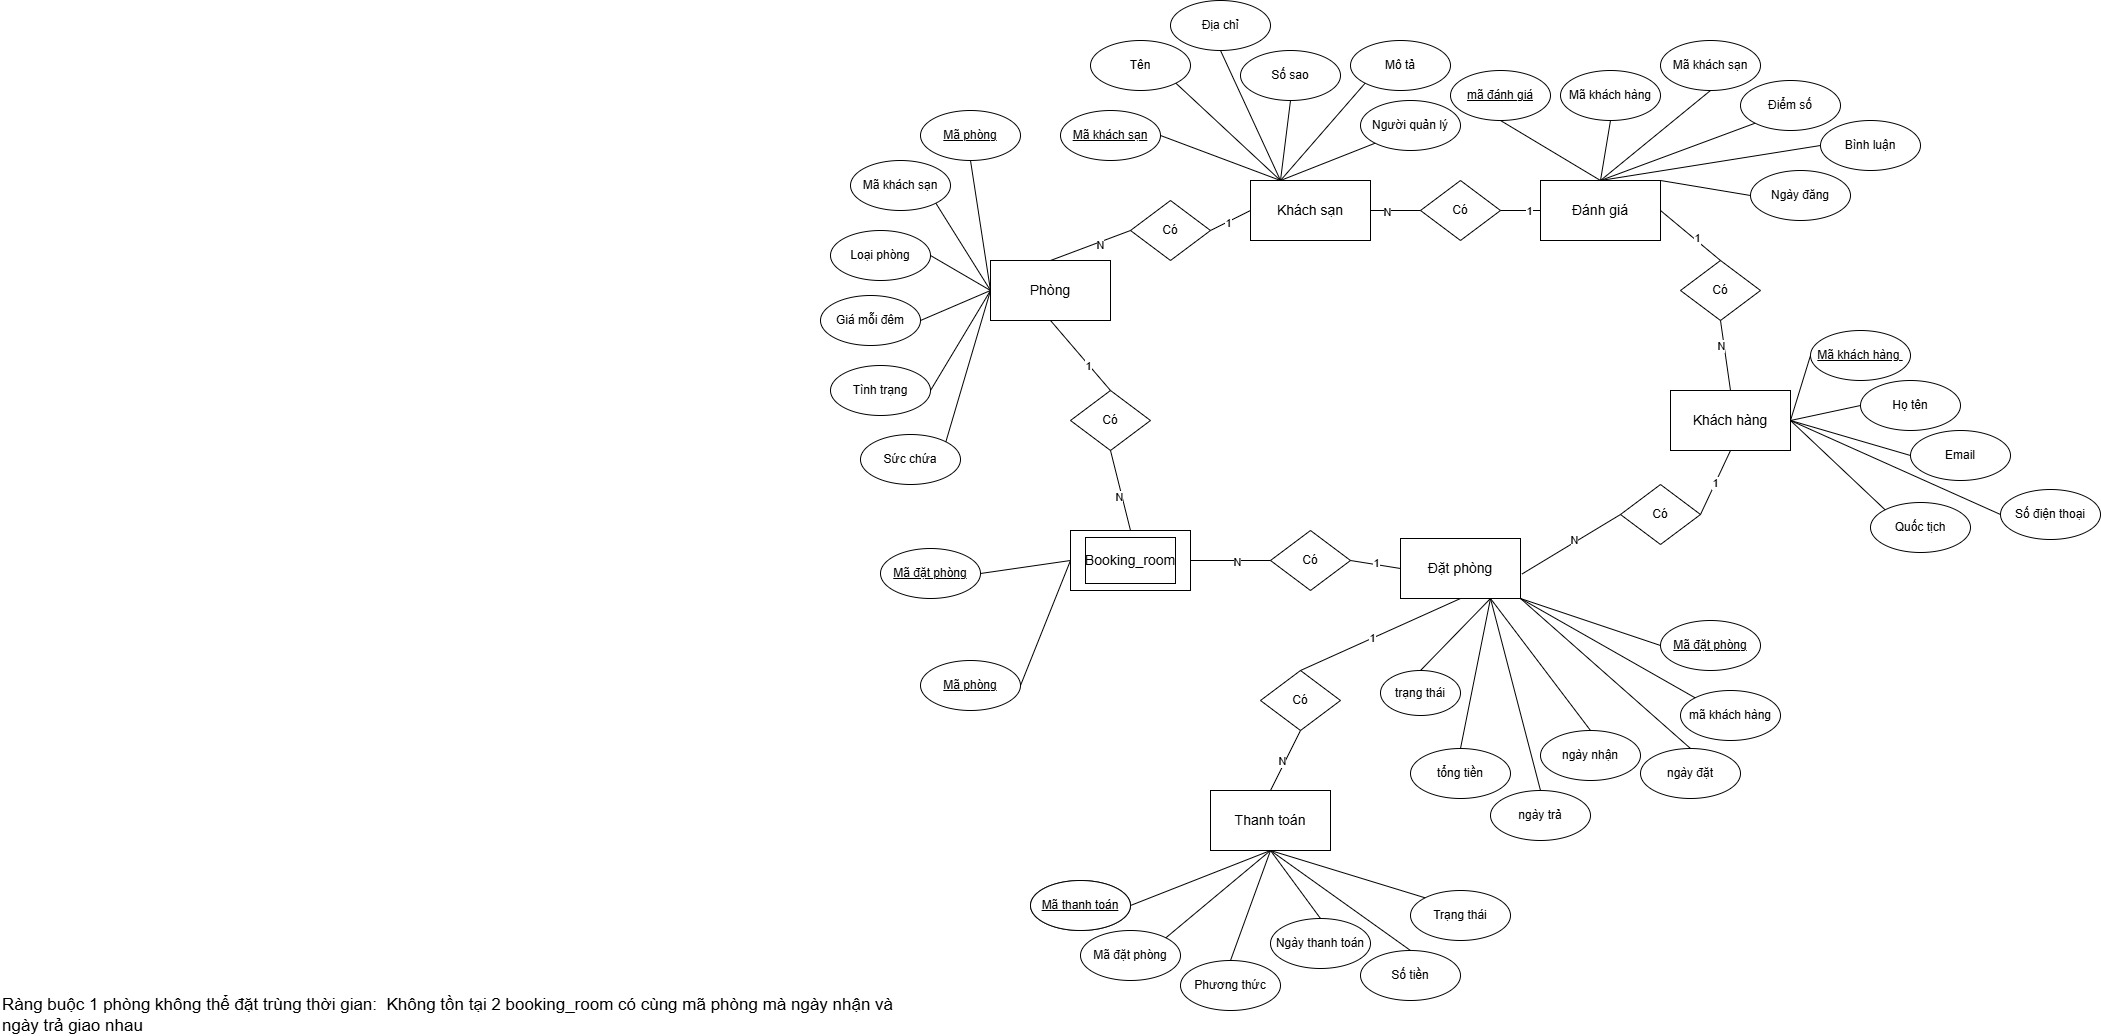 Địa chỉ
Tên
Số sao
Mô tả
Mã khách sạn
Người quản lý
mã đánh giá
Mã khách hàng
Mã khách sạn
Điểm số
Bình luận
Ngày đăng
Mã phòng
Mã khách sạn
Loại phòng
Giá mỗi đêm
Tình trạng
Sức chứa
Khách sạn
N
Có
1
Đánh giá
N
Có
1
Phòng
1
Có
N
1
Có
N
Khách hàng
Mã khách hàng
Họ tên
Email
Số điện thoại
Quốc tịch
1
Có
N
Booking_room
Mã đặt phòng
Mã phòng
N
Có
1
Đặt phòng
Mã đặt phòng
mã khách hàng
ngày đặt
ngày nhận
ngày trả
tổng tiền
trạng thái
1
Có
N
Thanh toán
Mã thanh toán
Mã đặt phòng
Phương thức
Ngày thanh toán
Số tiền
Trạng thái
Ràng buộc 1 phòng không thể đặt trùng thời gian: Không tồn tại 2 booking_room có cùng mã phòng mà ngày nhận và
ngày trả giao nhau